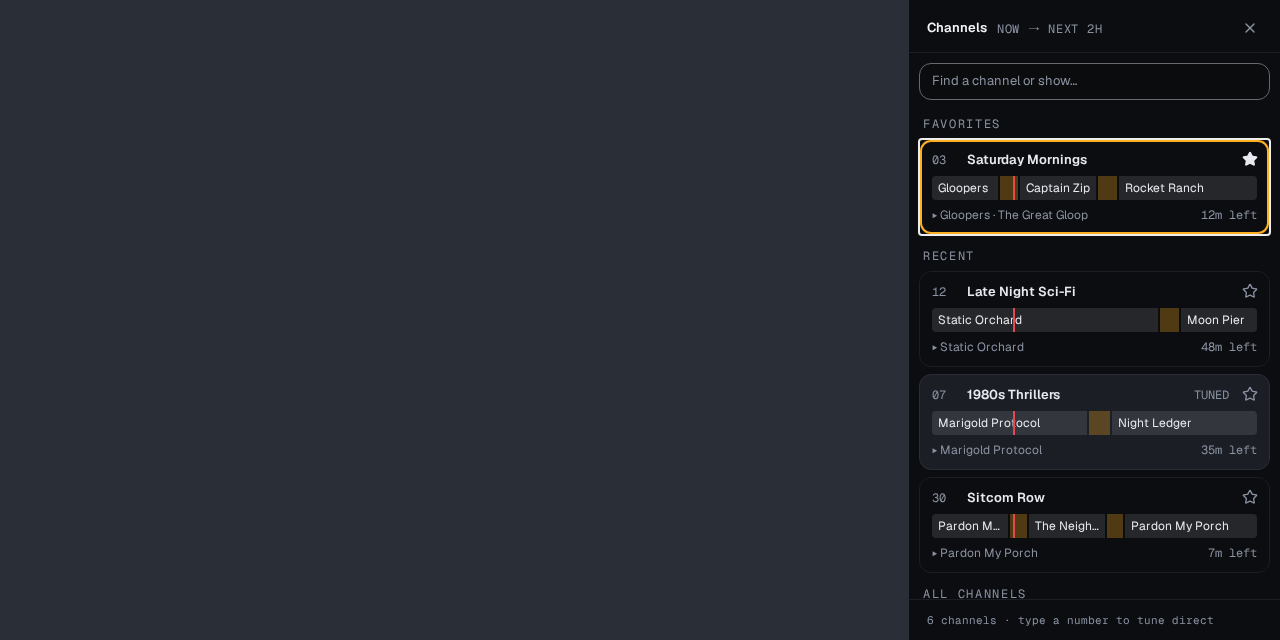 Channels NOW → NEXT 2H
Find a channel or show…
FAVORITES
03 Saturday Mornings
Gloopers Captain Zip Rocket Ranch
▸ Gloopers · The Great Gloop 12m left
RECENT
12 Late Night Sci-Fi
Static Orchard Moon Pier
▸ Static Orchard 48m left
07 1980s Thrillers TUNED
Marigold Protocol Night Ledger
▸ Marigold Protocol 35m left
30 Sitcom Row
Pardon M… The Neigh… Pardon My Porch
▸ Pardon My Porch 7m left
ALL CHANNELS
6 channels · type a number to tune direct